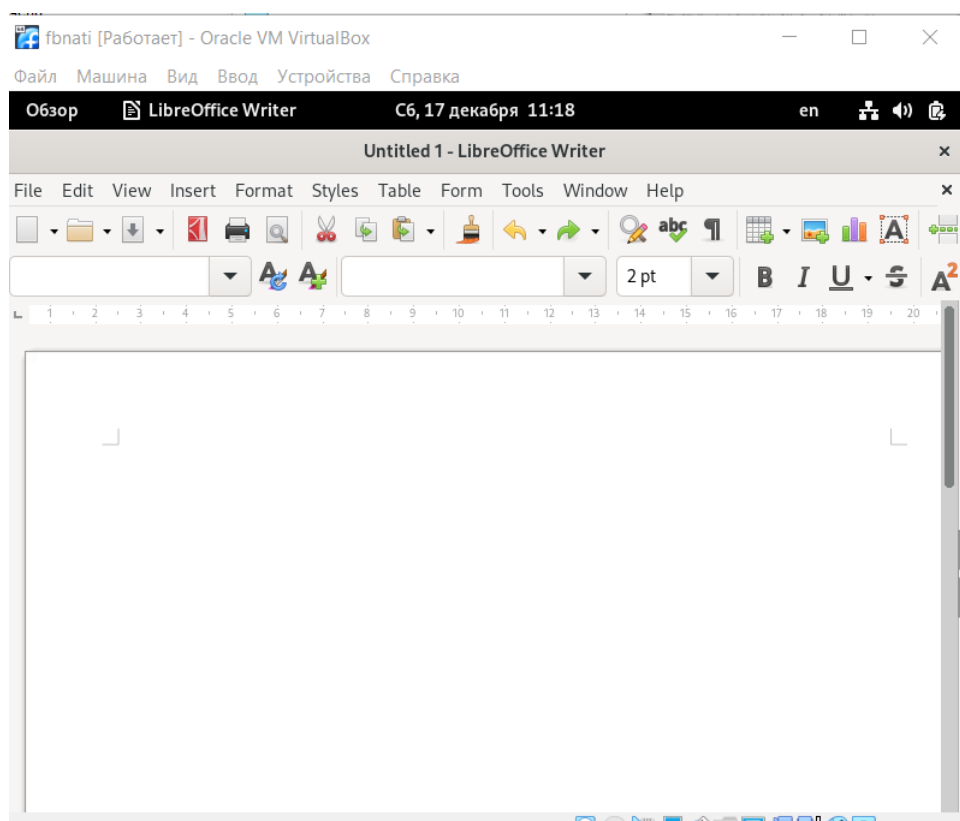 fbnati [Работает] - Oracle VM VirtualBox
Файл Машина Вид Ввод Устройства Справка
Обзор LibreOffice Writer Сб, 17 декабря 11:18 en
Untitled 1 - LibreOffice Writer
File Edit View Insert Format Styles Table Form Tools Window Help
abc A
2 pt B I U S A2
1 2 3 4 5 6 7 8 9 10 11 12 13 14 15 16 17 18 19 20